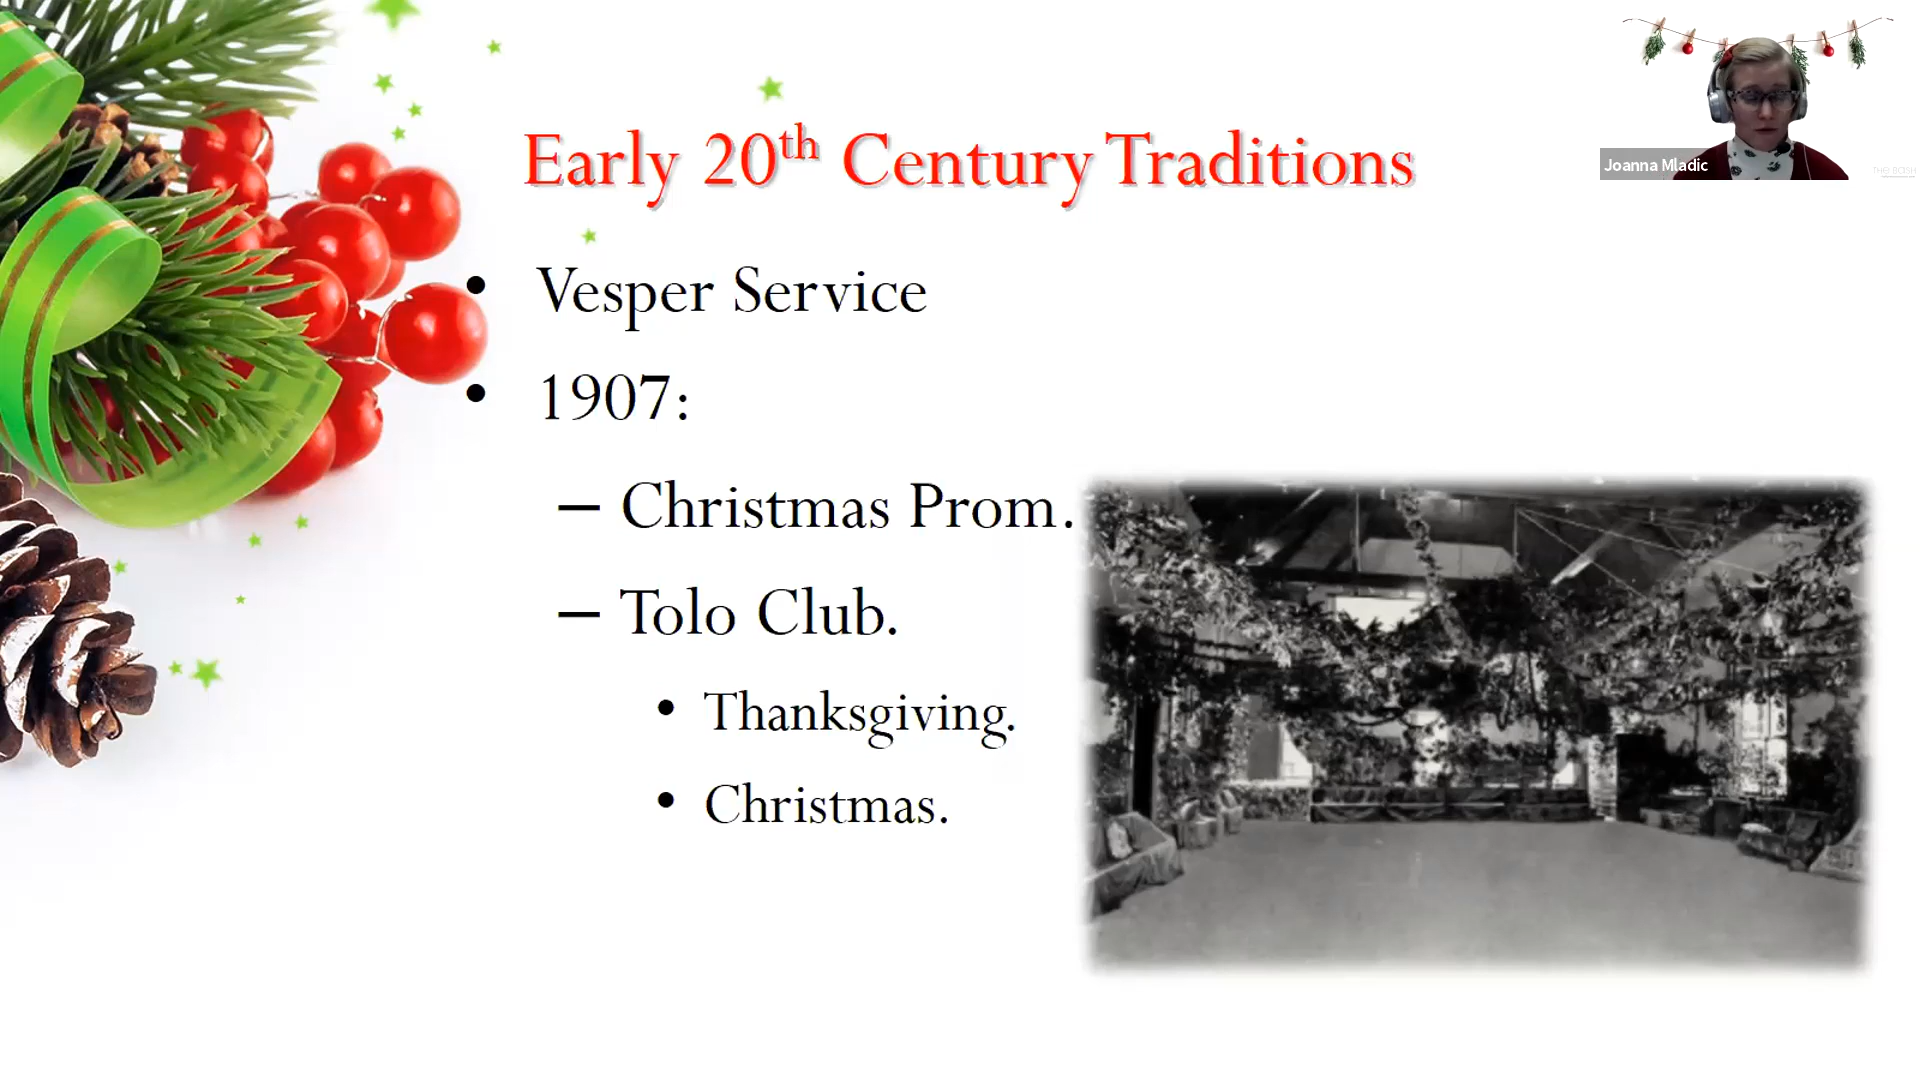 Early 20th Century Traditions
Joanna Mladic
• Vesper Service
• 1907:
– Christmas Prom.
– Tolo Club.
• Thanksgiving.
• Christmas.